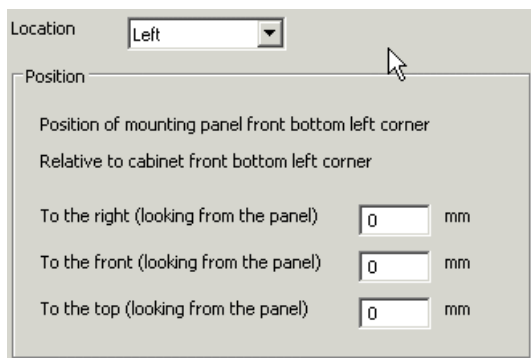 Location Left
Position
Position of mounting panel front bottom left corner
Relative to cabinet front bottom left corner
To the right (looking from the panel) 0 mm
To the front (looking from the panel) 0 mm
To the top (looking from the panel) 0 mm